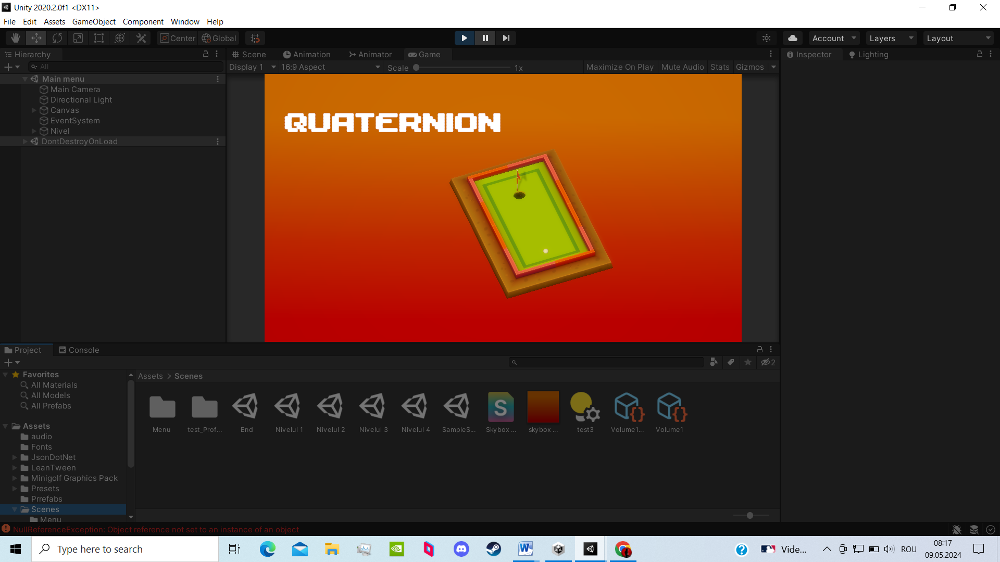 Unity 2020.2.0f1 <DX11>
File Edit Assets GameObject Component Window Help
Center Global Account Layers Layout
Hierarchy
All
Main menu
Main Camera
Directional Light
Canvas
EventSystem
Nivel
DontDestroyOnLoad
Scene Animation Animator Game
Display 1 16:9 Aspect Scale 1x Maximize On Play Mute Audio Stats Gizmos
QUATERNION
Inspector Lighting
Project Console
2
Favorites
All Materials
All Models
All Prefabs
Assets
audio
Fonts
JsonDotNet
LeanTween
Minigolf Graphics Pack
Presets
Prrefabs
Scenes
Menu
Assets > Scenes
Menu test_Prof... End Nivelul 1 Nivelul 2 Nivelul 3 Nivelul 4 SampleS... Skybox ... skybox ... test3 Volume1... Volume1
NullReferenceException: Object reference not set to an instance of an object
Type here to search
Vide... ROU
08:17
09.05.2024